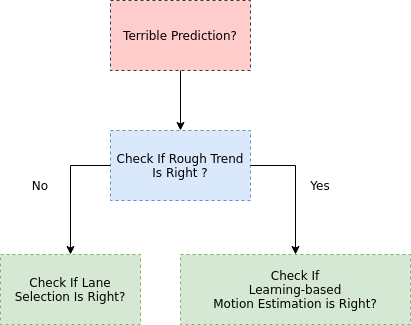 Terrible Prediction?
Check If Rough Trend
Is Right ?
No
Yes
Check If Lane
Selection Is Right?
Check If
Learning-based
Motion Estimation is Right?